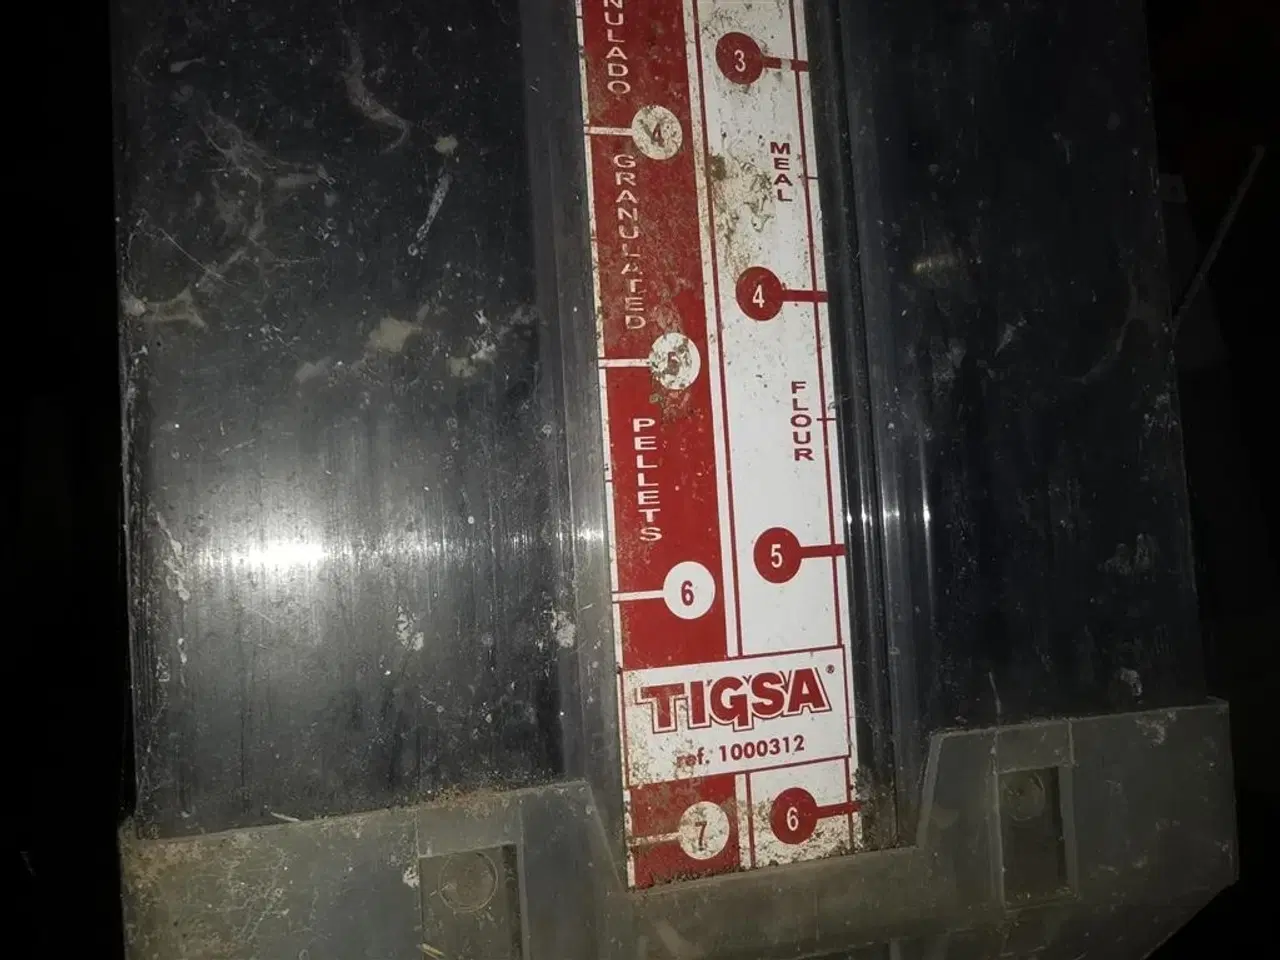 NULADO
3
4
MEAL
GRANULATED
4
5
FLOUR
PELLETS
5
6
TIGSA®
ref. 1000312
7
6